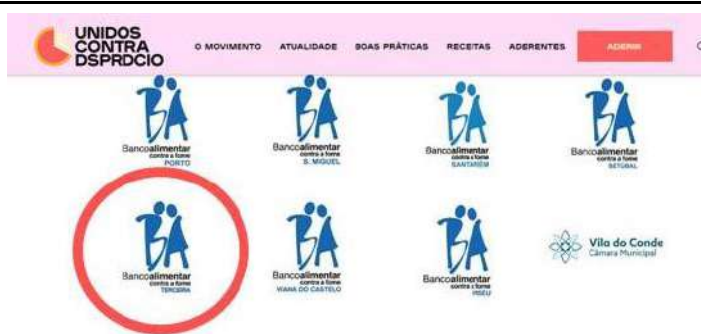 UNIDOS
CONTRA
DSPRDCIO
O MOVIMENTO ATUALIDADE BOAS PRÁTICAS RECEITAS ADERENTES ADERIR
BA BA BA BA
Bancoalimentar Bancoalimentar Bancoalimentar Bancoalimentar
contra a fome contra a fome contra a fome contra a fome
PORTO S. MIGUEL SANTARÉM SETÚBAL
BA BA BA Vila do Conde
Câmara Municipal
Bancoalimentar Bancoalimentar Bancoalimentar
contra a fome contra a fome contra a fome
TERCEIRA VIANA DO CASTELO VISEU